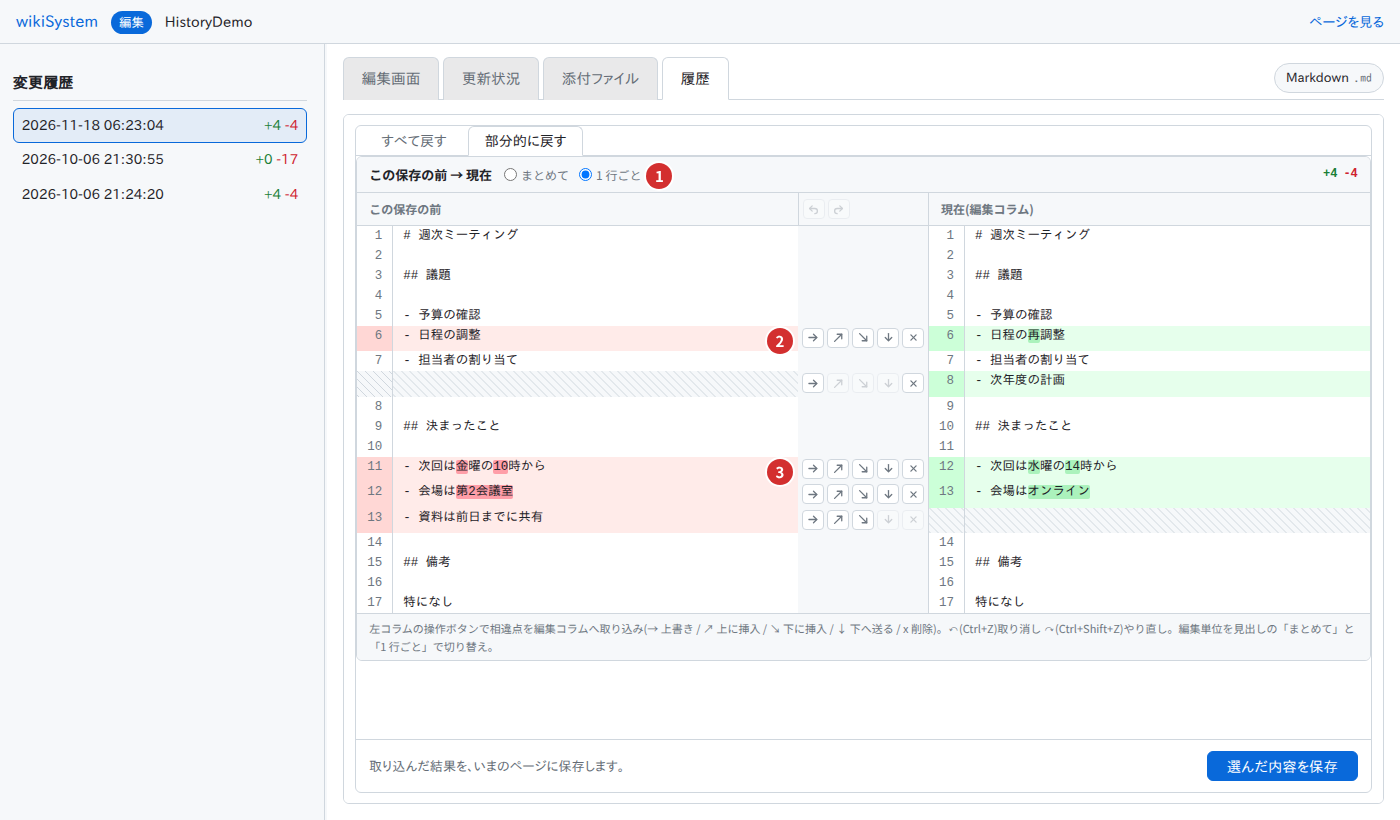 wikiSystem 編集 HistoryDemo ページを見る
変更履歴
2026-11-18 06:23:04 +4 -4
2026-10-06 21:30:55 +0 -17
2026-10-06 21:24:20 +4 -4
編集画面 更新状況 添付ファイル 履歴 Markdown .md
すべて戻す 部分的に戻す
この保存の前 → 現在 まとめて 1 行ごと 1 +4 -4
この保存の前 ↶ ↷ 現在(編集コラム)
1 # 週次ミーティング 1 # 週次ミーティング
2 2
3 ## 議題 3 ## 議題
4 4
5 - 予算の確認 5 - 予算の確認
6 - 日程の調整 2 → ↗ ↘ ↓ × 6 - 日程の再調整
7 - 担当者の割り当て 7 - 担当者の割り当て
→ ↗ ↘ ↓ × 8 - 次年度の計画
8 9
9 ## 決まったこと 10 ## 決まったこと
10 11
11 - 次回は金曜の10時から 3 → ↗ ↘ ↓ × 12 - 次回は水曜の14時から
12 - 会場は第2会議室 → ↗ ↘ ↓ × 13 - 会場はオンライン
13 - 資料は前日までに共有 → ↗ ↘ ↓ ×
14 14
15 ## 備考 15 ## 備考
16 16
17 特になし 17 特になし
左コラムの操作ボタンで相違点を編集コラムへ取り込み(→ 上書き / ↗ 上に挿入 / ↘ 下に挿入 / ↓ 下へ送る / x 削除)。↶(Ctrl+Z)取り消し ↷(Ctrl+Shift+Z)やり直し。編集単位を見出しの「まとめて」と
「1 行ごと」で切り替え。
取り込んだ結果を、いまのページに保存します。 選んだ内容を保存